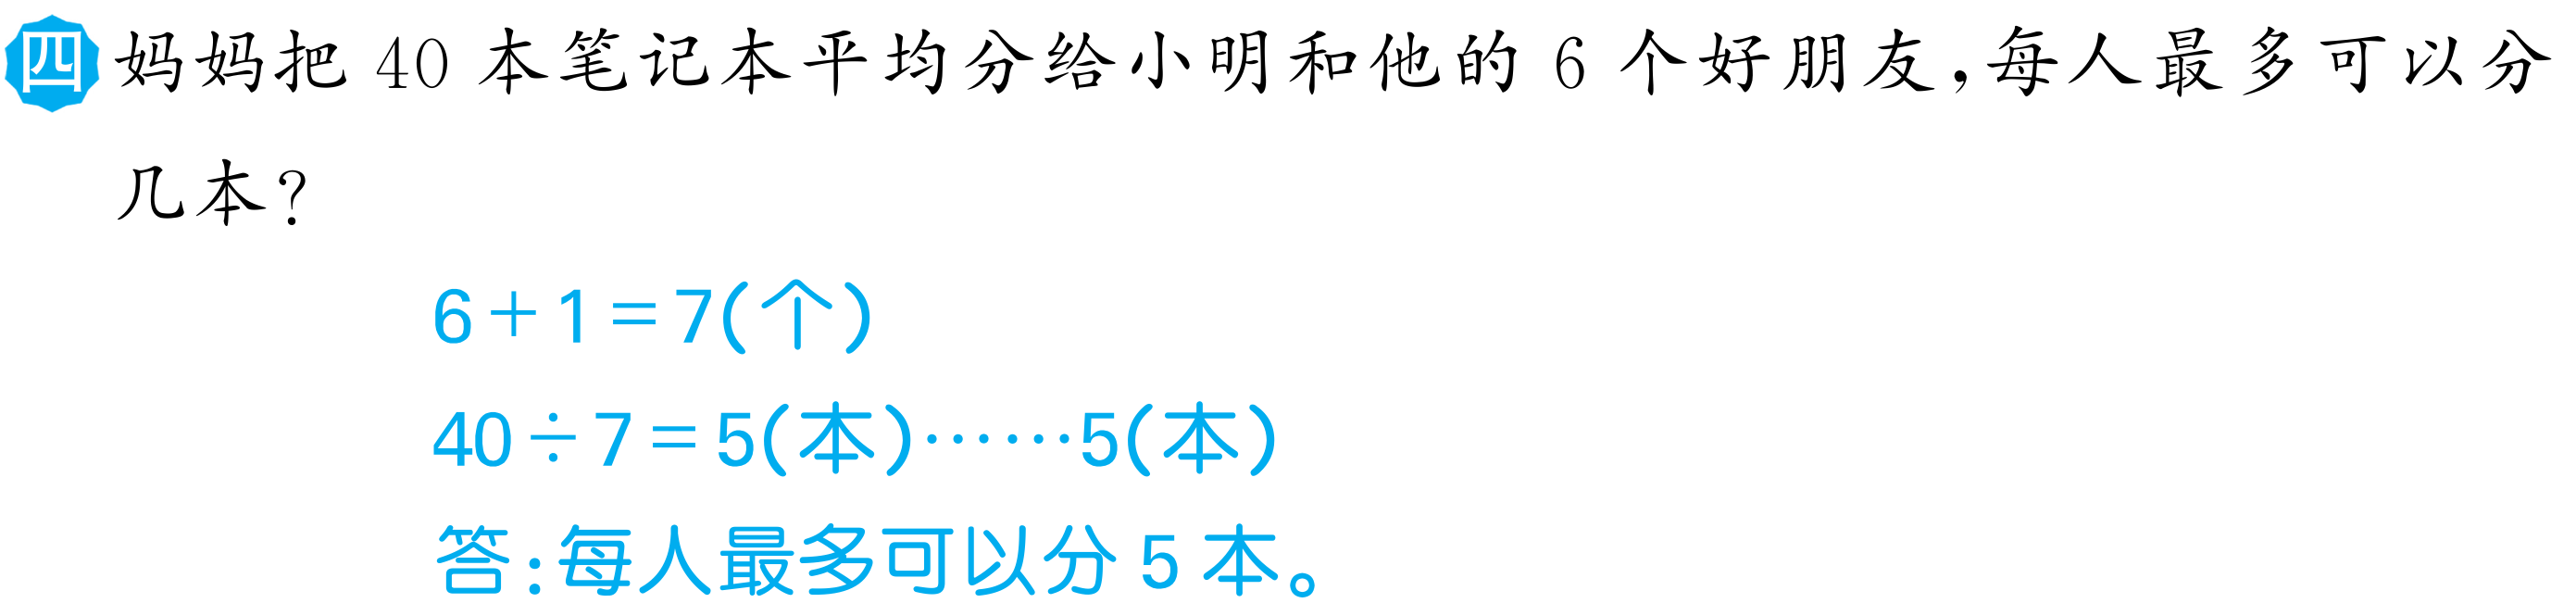 四 妈妈把 40 本笔记本平均分给小明和他的 6 个好朋友,每人最多可以分
几本?
6+1=7(个)
40÷7=5(本)······5(本)
答:每人最多可以分 5 本。